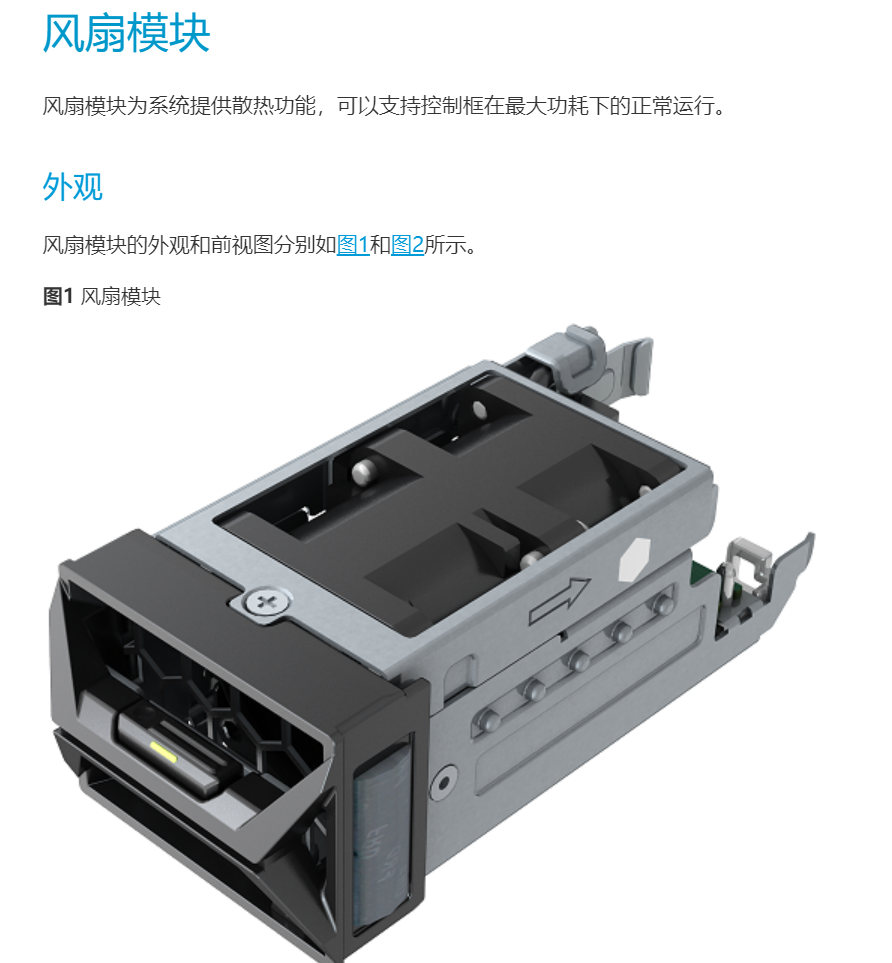 风扇模块
风扇模块为系统提供散热功能，可以支持控制框在最大功耗下的正常运行。
外观
风扇模块的外观和前视图分别如图1和图2所示。
图1 风扇模块